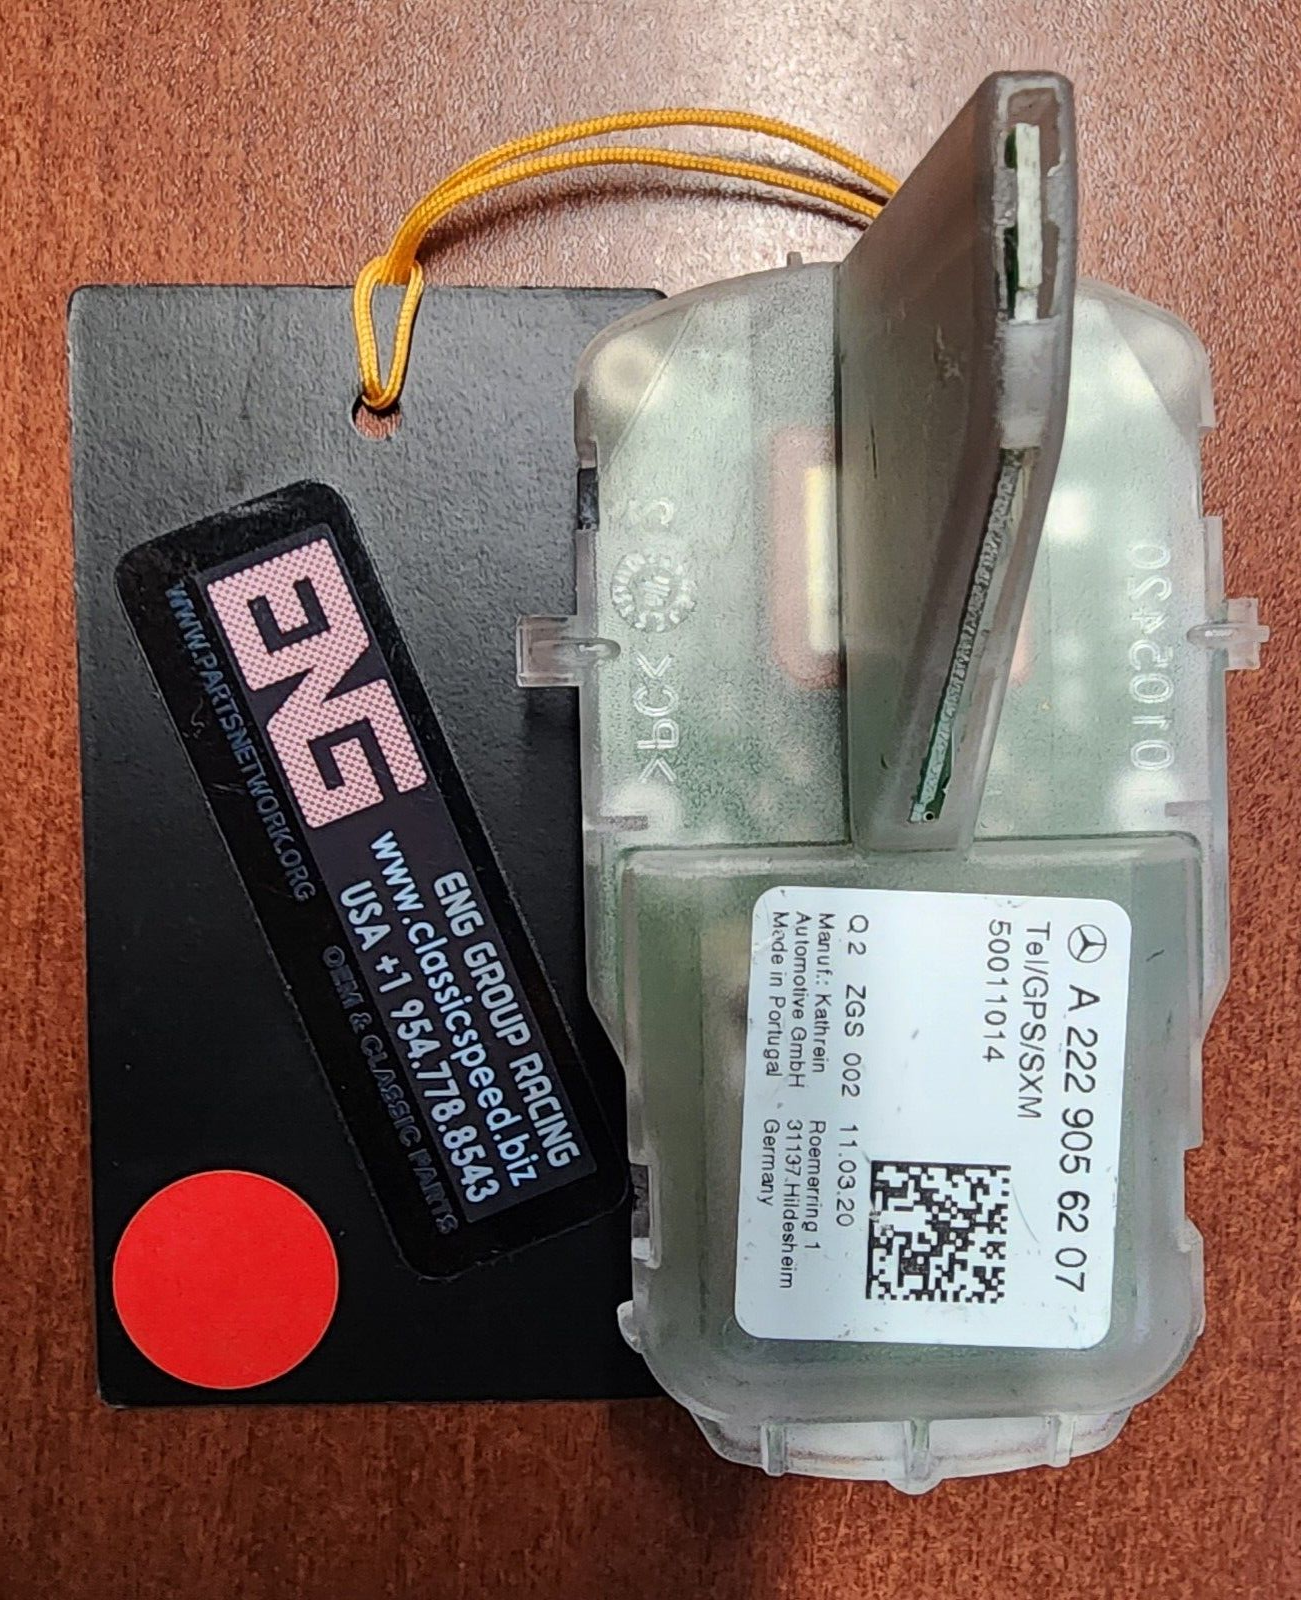 ENG
WWW.PARTSNETWORK.ORG
ENG GROUP RACING
www.classicspeed.biz
USA +1 954.778.8543
OEM & CLASSIC PARTS
>PC<
0245010
A 222 905 62 07
Tel/GPS/SXM
50011014
Q2 ZGS 002 11.03.20
Manuf.: Kathrein Roemerring 1
Automotive GmbH 31137 Hildesheim
Made in Portugal Germany